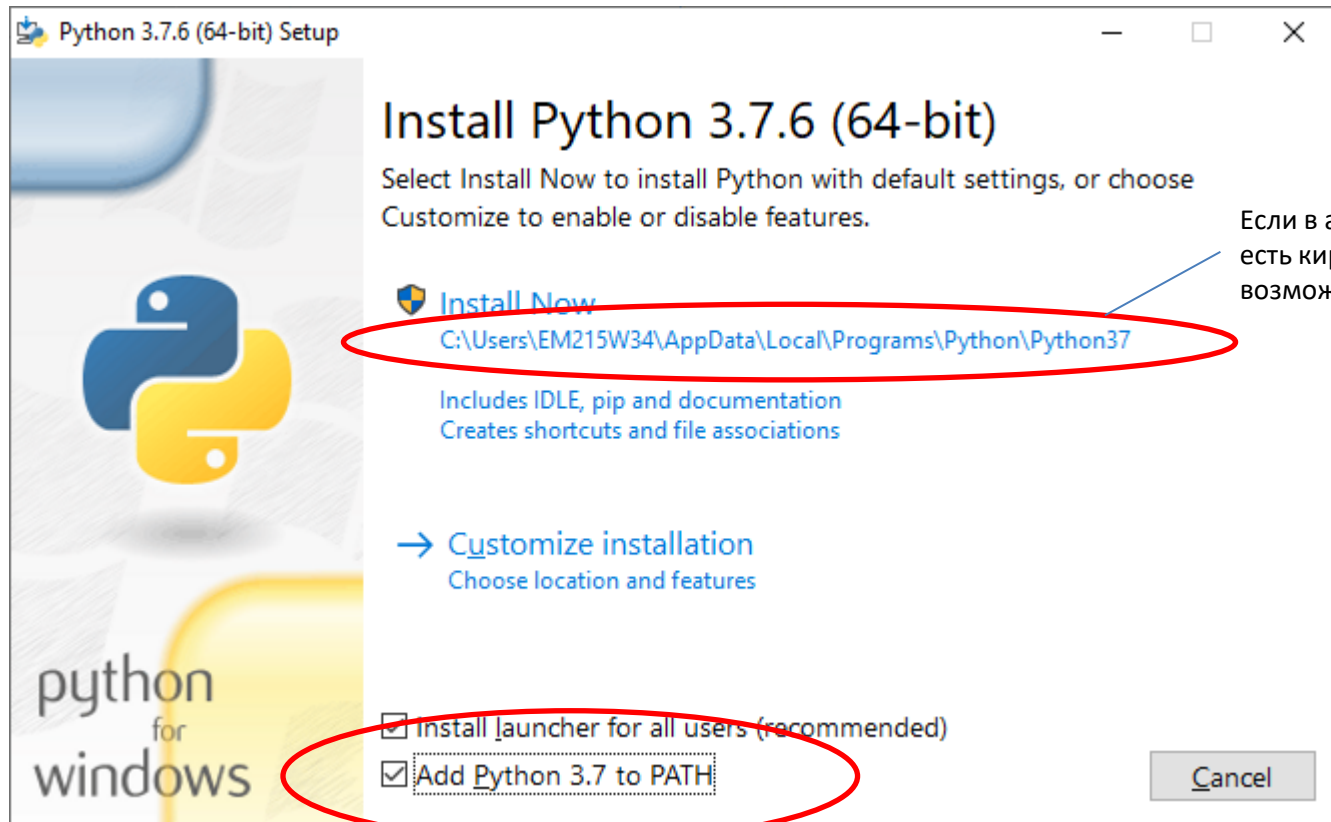 Python 3.7.6 (64-bit) Setup
Install Python 3.7.6 (64-bit)
Select Install Now to install Python with default settings, or choose
Customize to enable or disable features.
Если в
есть
Install Now
C:\Users\EM215W34\AppData\Local\Programs\Python\Python37
Includes IDLE, pip and documentation
Creates shortcuts and file associations
Customize installation
Choose location and features
python
for
windows
Install launcher for all users (recommended)
Add Python 3.7 to PATH
Cancel